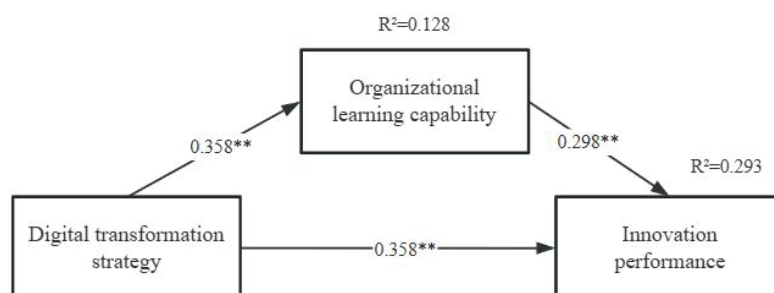 R²=0.128
Organizational
learning capability
0.358**
0.298**
R²=0.293
Digital transformation
strategy
0.358**
Innovation
performance